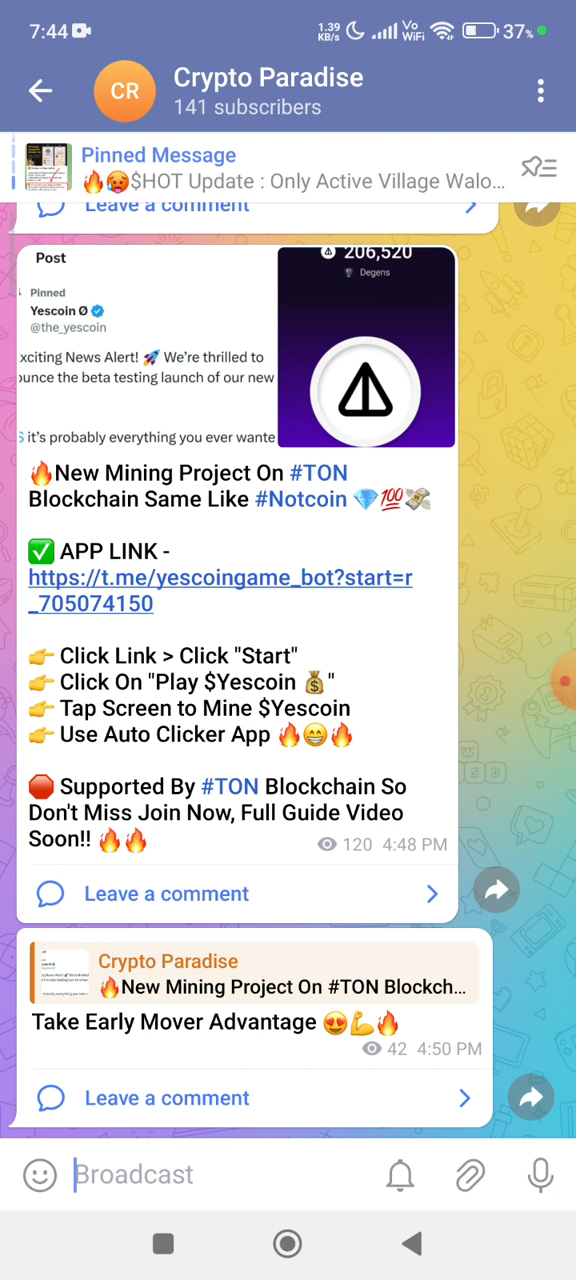 7:44
1.39 KB/s
Vo WiFi
37%
CR
Crypto Paradise
141 subscribers
Pinned Message
🔥🥵$HOT Update : Only Active Village Walo...
Leave a comment
Post
Pinned
Yescoin Ø
@the_yescoin
xciting News Alert! 🚀 We're thrilled to
ounce the beta testing launch of our new
S it's probably everything you ever wante
206,520
Degens
🔥New Mining Project On #TON
Blockchain Same Like #Notcoin 💎💯💸
✅ APP LINK -
https://t.me/yescoingame_bot?start=r
_705074150
👉 Click Link > Click "Start"
👉 Click On "Play $Yescoin 💰"
👉 Tap Screen to Mine $Yescoin
👉 Use Auto Clicker App 🔥😁🔥
🛑 Supported By #TON Blockchain So
Don't Miss Join Now, Full Guide Video
Soon!! 🔥🔥
120 4:48 PM
Leave a comment
Crypto Paradise
🔥New Mining Project On #TON Blockch...
Take Early Mover Advantage 😍💪🔥
42 4:50 PM
Leave a comment
Broadcast